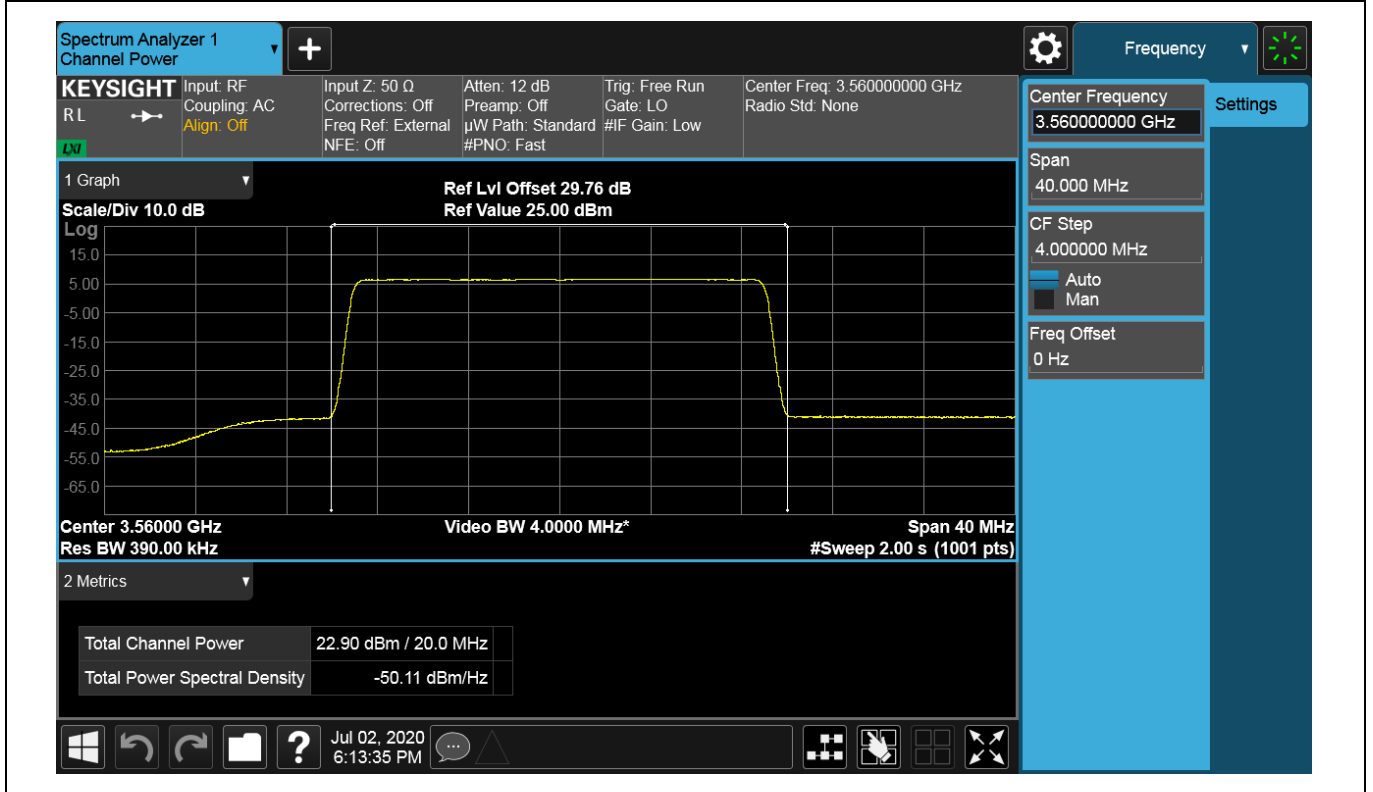 Spectrum Analyzer 1
Channel Power
+
Frequency
KEYSIGHT
RL
LXI
Input: RF
Coupling: AC
Align: Off
Input Z: 50 Ω
Corrections: Off
Freq Ref: External
NFE: Off
Atten: 12 dB
Preamp: Off
µW Path: Standard
#PNO: Fast
Trig: Free Run
Gate: LO
#IF Gain: Low
Center Freq: 3.560000000 GHz
Radio Std: None
Center Frequency
3.560000000 GHz
Settings
Span
40.000 MHz
CF Step
4.000000 MHz
Auto
Man
Freq Offset
0 Hz
1 Graph
Scale/Div 10.0 dB
Ref Lvl Offset 29.76 dB
Ref Value 25.00 dBm
Log
15.0
5.00
-5.00
-15.0
-25.0
-35.0
-45.0
-55.0
-65.0
Center 3.56000 GHz
Video BW 4.0000 MHz*
Span 40 MHz
Res BW 390.00 kHz
#Sweep 2.00 s (1001 pts)
2 Metrics
Total Channel Power 22.90 dBm / 20.0 MHz
Total Power Spectral Density -50.11 dBm/Hz
?
Jul 02, 2020
6:13:35 PM